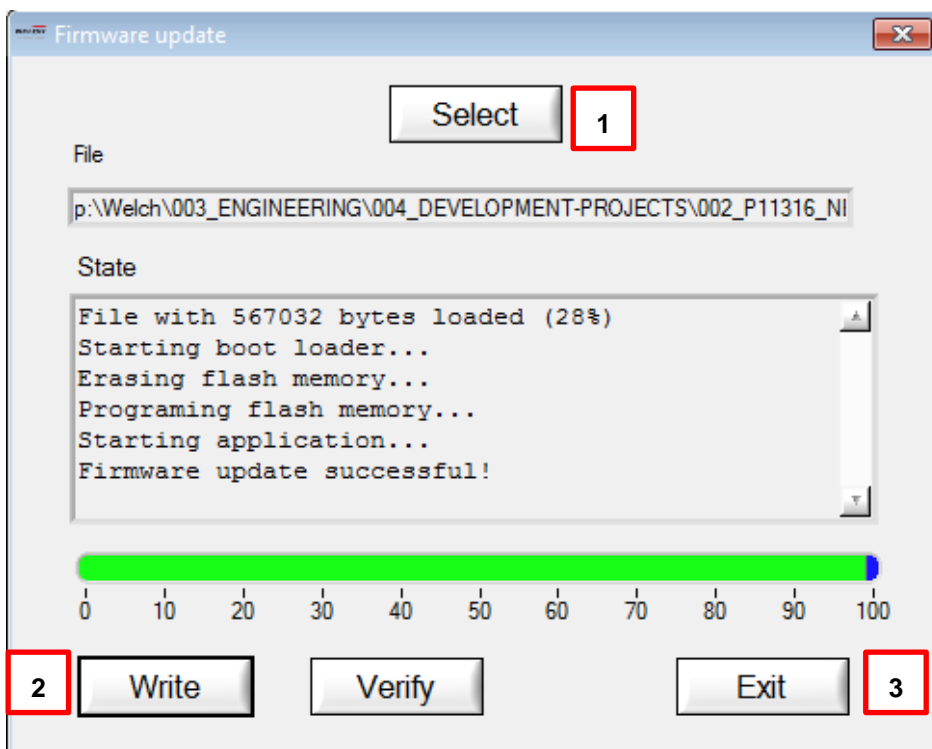 Firmware update
Select
1
File
p:\Welch\003_ENGINEERING\004_DEVELOPMENT-PROJECTS\002_P11316_NI
State
File with 567032 bytes loaded (28%)
Starting boot loader...
Erasing flash memory...
Programing flash memory...
Starting application...
Firmware update successful!
0 10 20 30 40 50 60 70 80 90 100
2 Write Verify Exit 3